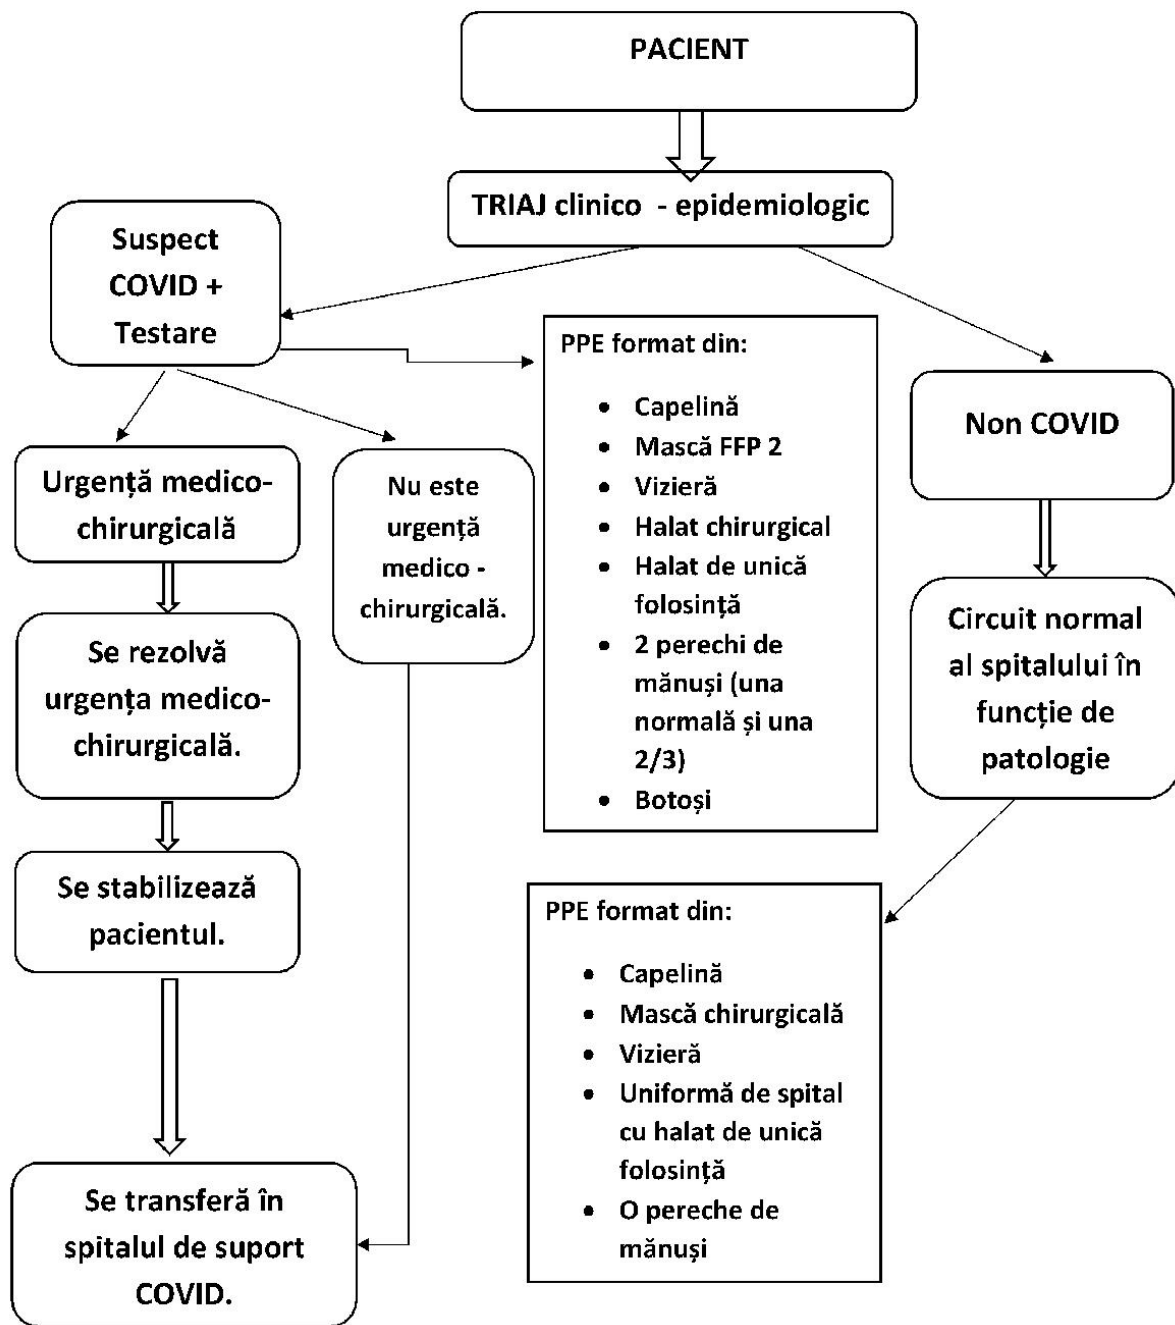 PACIENT
TRIAJ clinico - epidemiologic
Suspect
COVID +
Testare
PPE format din:
• Capelină
• Mască FFP 2
• Vizieră
• Halat chirurgical
• Halat de unică
folosință
• 2 perechi de
mănuși (una
normală și una
2/3)
• Botoși
Non COVID
Urgență medico-
chirurgicală
Nu este
urgență
medico -
chirurgicală.
Se rezolvă
urgența medico-
chirurgicală.
Circuit normal
al spitalului în
funcție de
patologie
Se stabilizează
pacientul.
PPE format din:
• Capelină
• Mască chirurgicală
• Vizieră
• Uniformă de spital
cu halat de unică
folosință
• O pereche de
mănuși
Se transferă în
spitalul de suport
COVID.